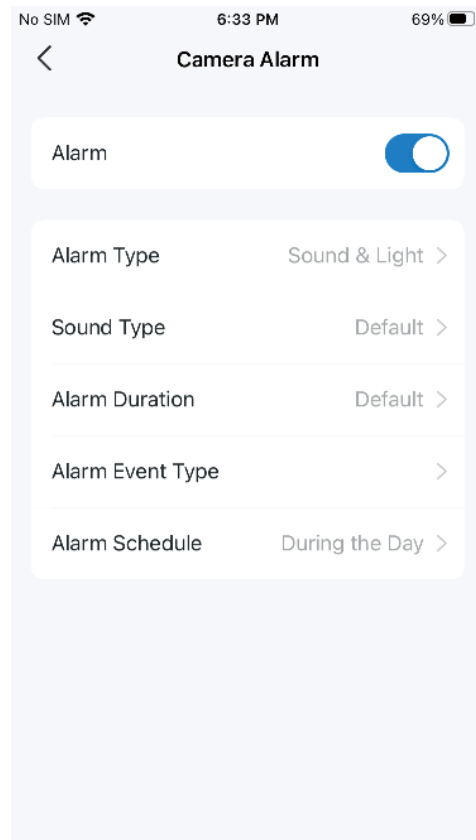 No SIM 6:33 PM 69%
Camera Alarm
Alarm
Alarm Type Sound & Light
Sound Type Default
Alarm Duration Default
Alarm Event Type
Alarm Schedule During the Day